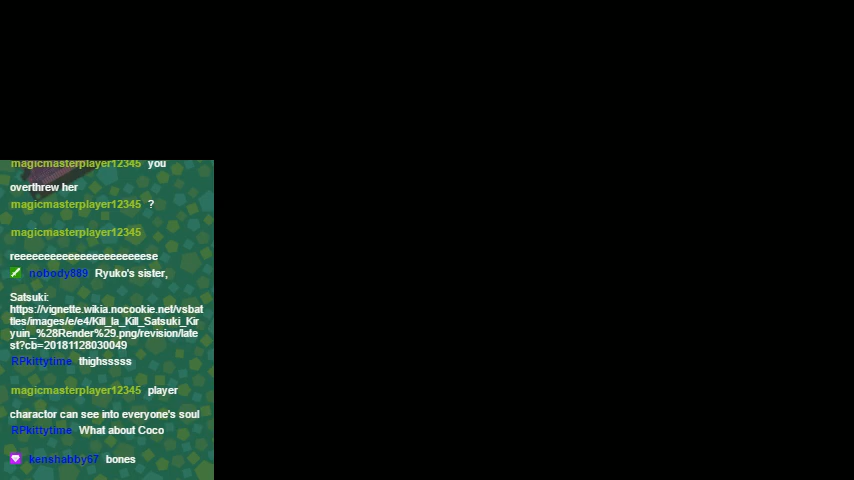 magicmasterplayer12345 you
overthrew her
magicmasterplayer12345 ?
magicmasterplayer12345
reeeeeeeeeeeeeeeeeeeeeese
nobody889 Ryuko's sister,
Satsuki:
https://vignette.wikia.nocookie.net/vsbat
tles/images/e/e4/Kill_la_Kill_Satsuki_Kir
yuin_%28Render%29.png/revision/late
st?cb=20181128030049
RPkittytime thighsssss
magicmasterplayer12345 player
charactor can see into everyone's soul
RPkittytime What about Coco
kenshabby67 bones